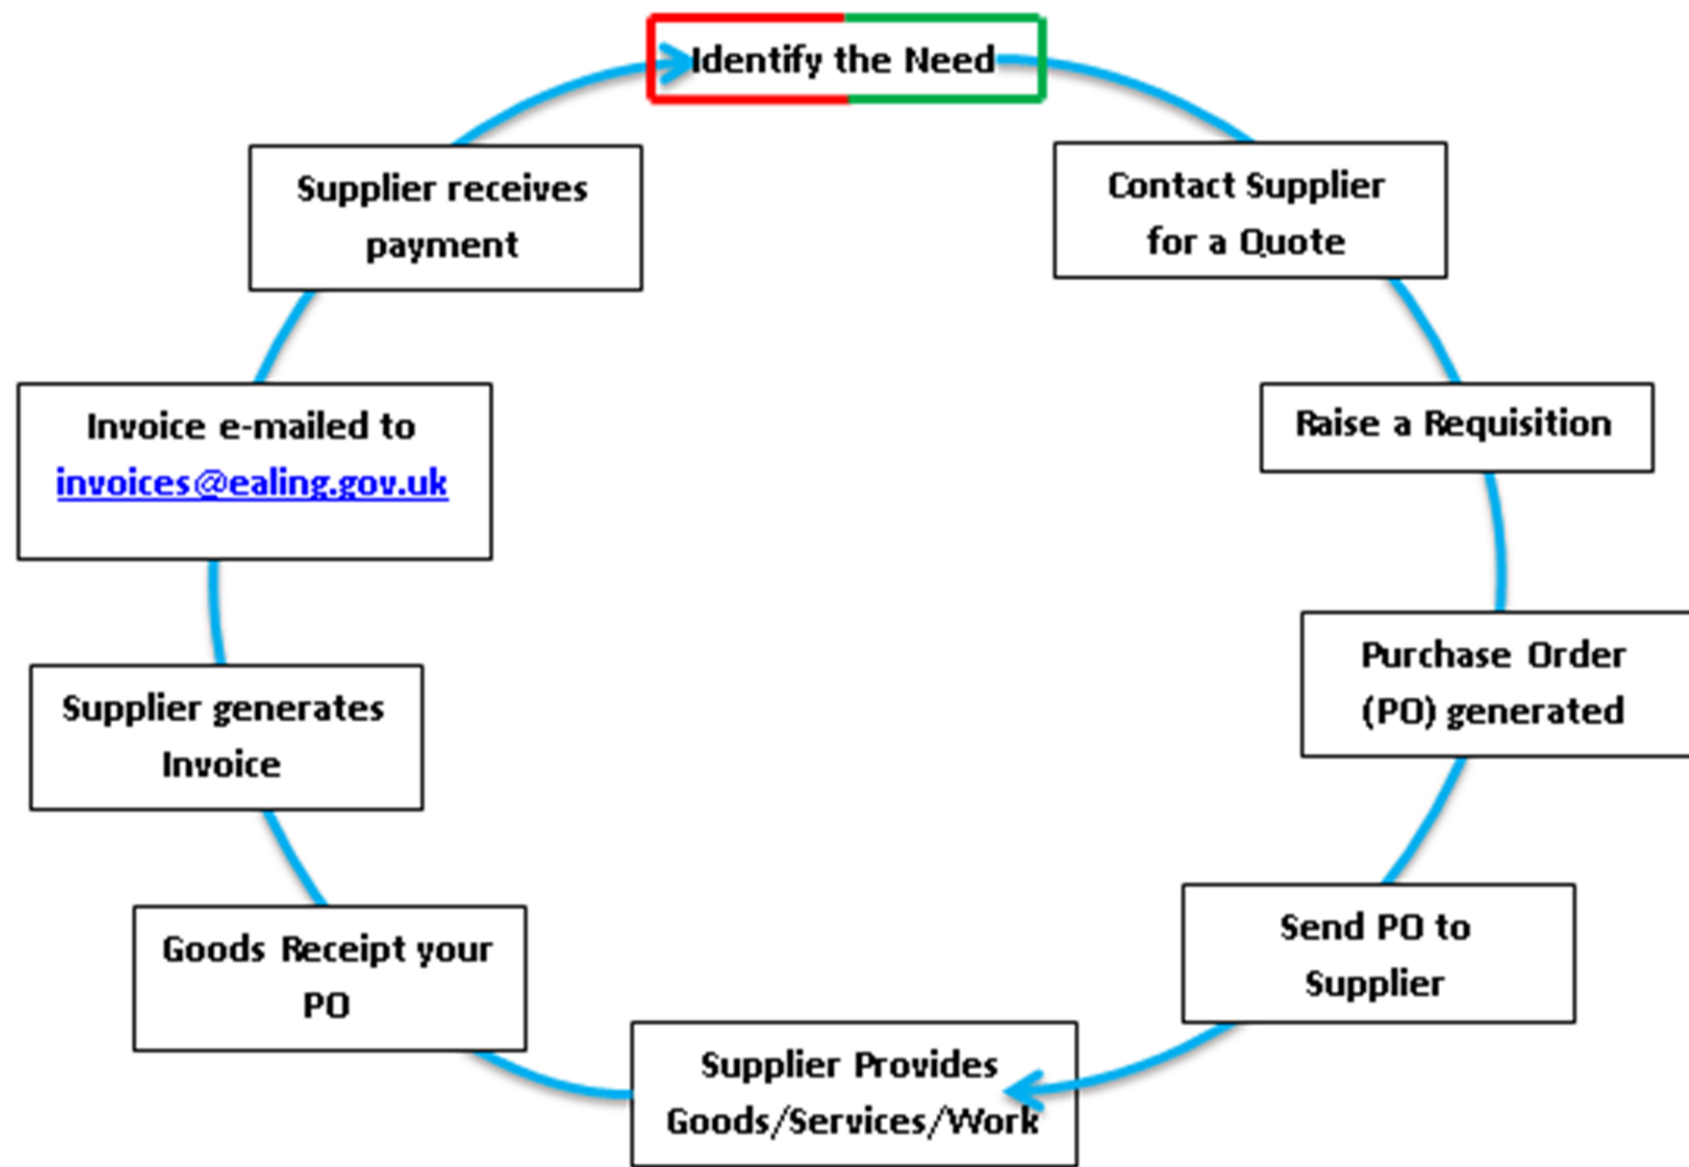 Identify the Need
Contact Supplier
for a Quote
Raise a Requisition
Purchase Order
(PO) generated
Send PO to
Supplier
Supplier Provides
Goods/Services/Work
Goods Receipt your
PO
Supplier generates
Invoice
Invoice e-mailed to
invoices@ealing.gov.uk
Supplier receives
payment